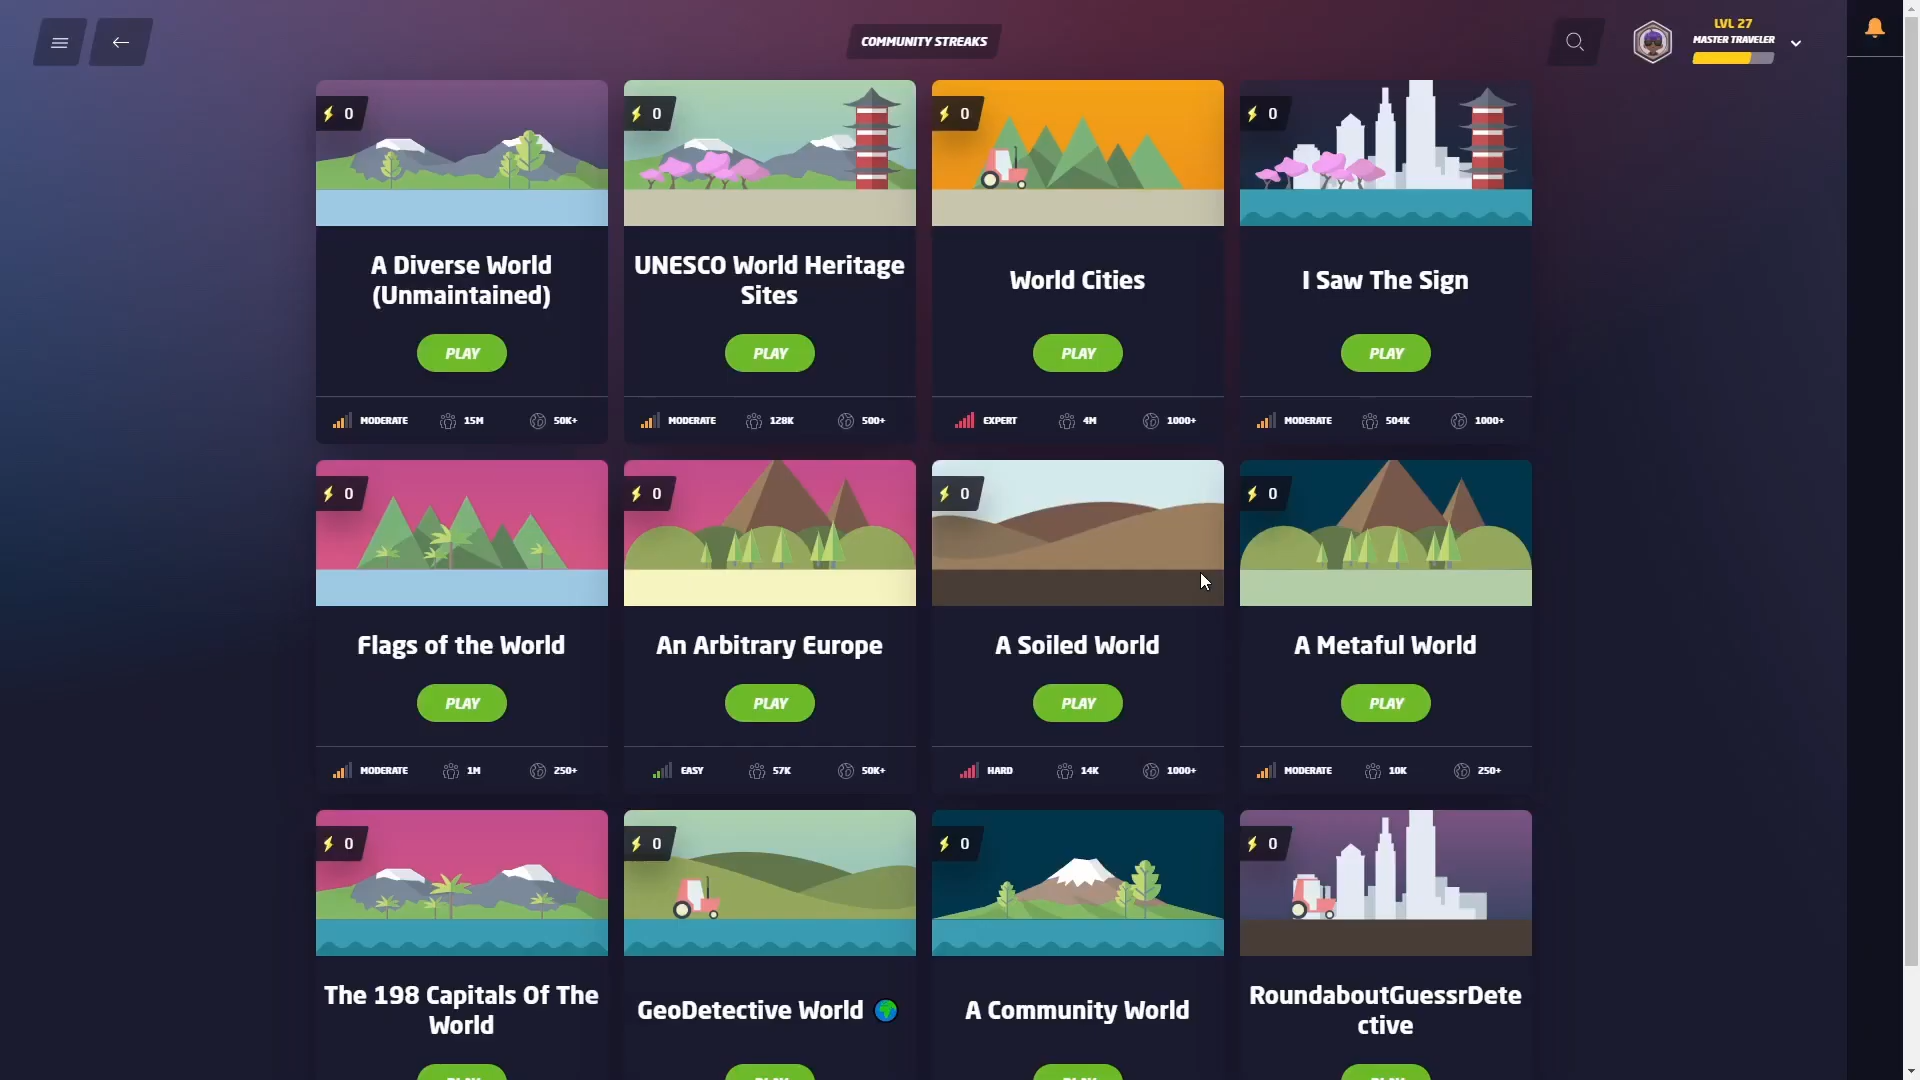 COMMUNITY STREAKS
LVL 27
MASTER TRAVELER
0
0
0
0
A Diverse World
(Unmaintained)
UNESCO World Heritage
Sites
World Cities
I Saw The Sign
PLAY
PLAY
PLAY
PLAY
MODERATE 15M 50K+
MODERATE 128K 500+
EXPERT 4M 1000+
MODERATE 504K 1000+
0
0
0
0
Flags of the World
An Arbitrary Europe
A Soiled World
A Metaful World
PLAY
PLAY
PLAY
PLAY
MODERATE 1M 250+
EASY 57K 50K+
HARD 14K 1000+
MODERATE 10K 250+
0
0
0
0
The 198 Capitals Of The
World
GeoDetective World
A Community World
RoundaboutGuessrDete
ctive
PLAY
PLAY
PLAY
PLAY